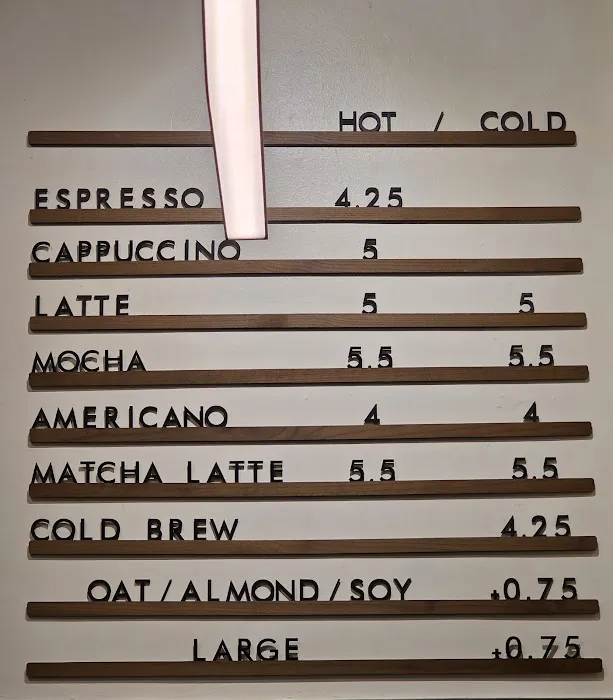 HOT / COLD
ESPRESSO 4.25
CAPPUCCINO 5
LATTE 5 5
MOCHA 5.5 5.5
AMERICANO 4 4
MATCHA LATTE 5.5 5.5
COLD BREW 4.25
OAT / ALMOND / SOY +0.75
LARGE +0.75